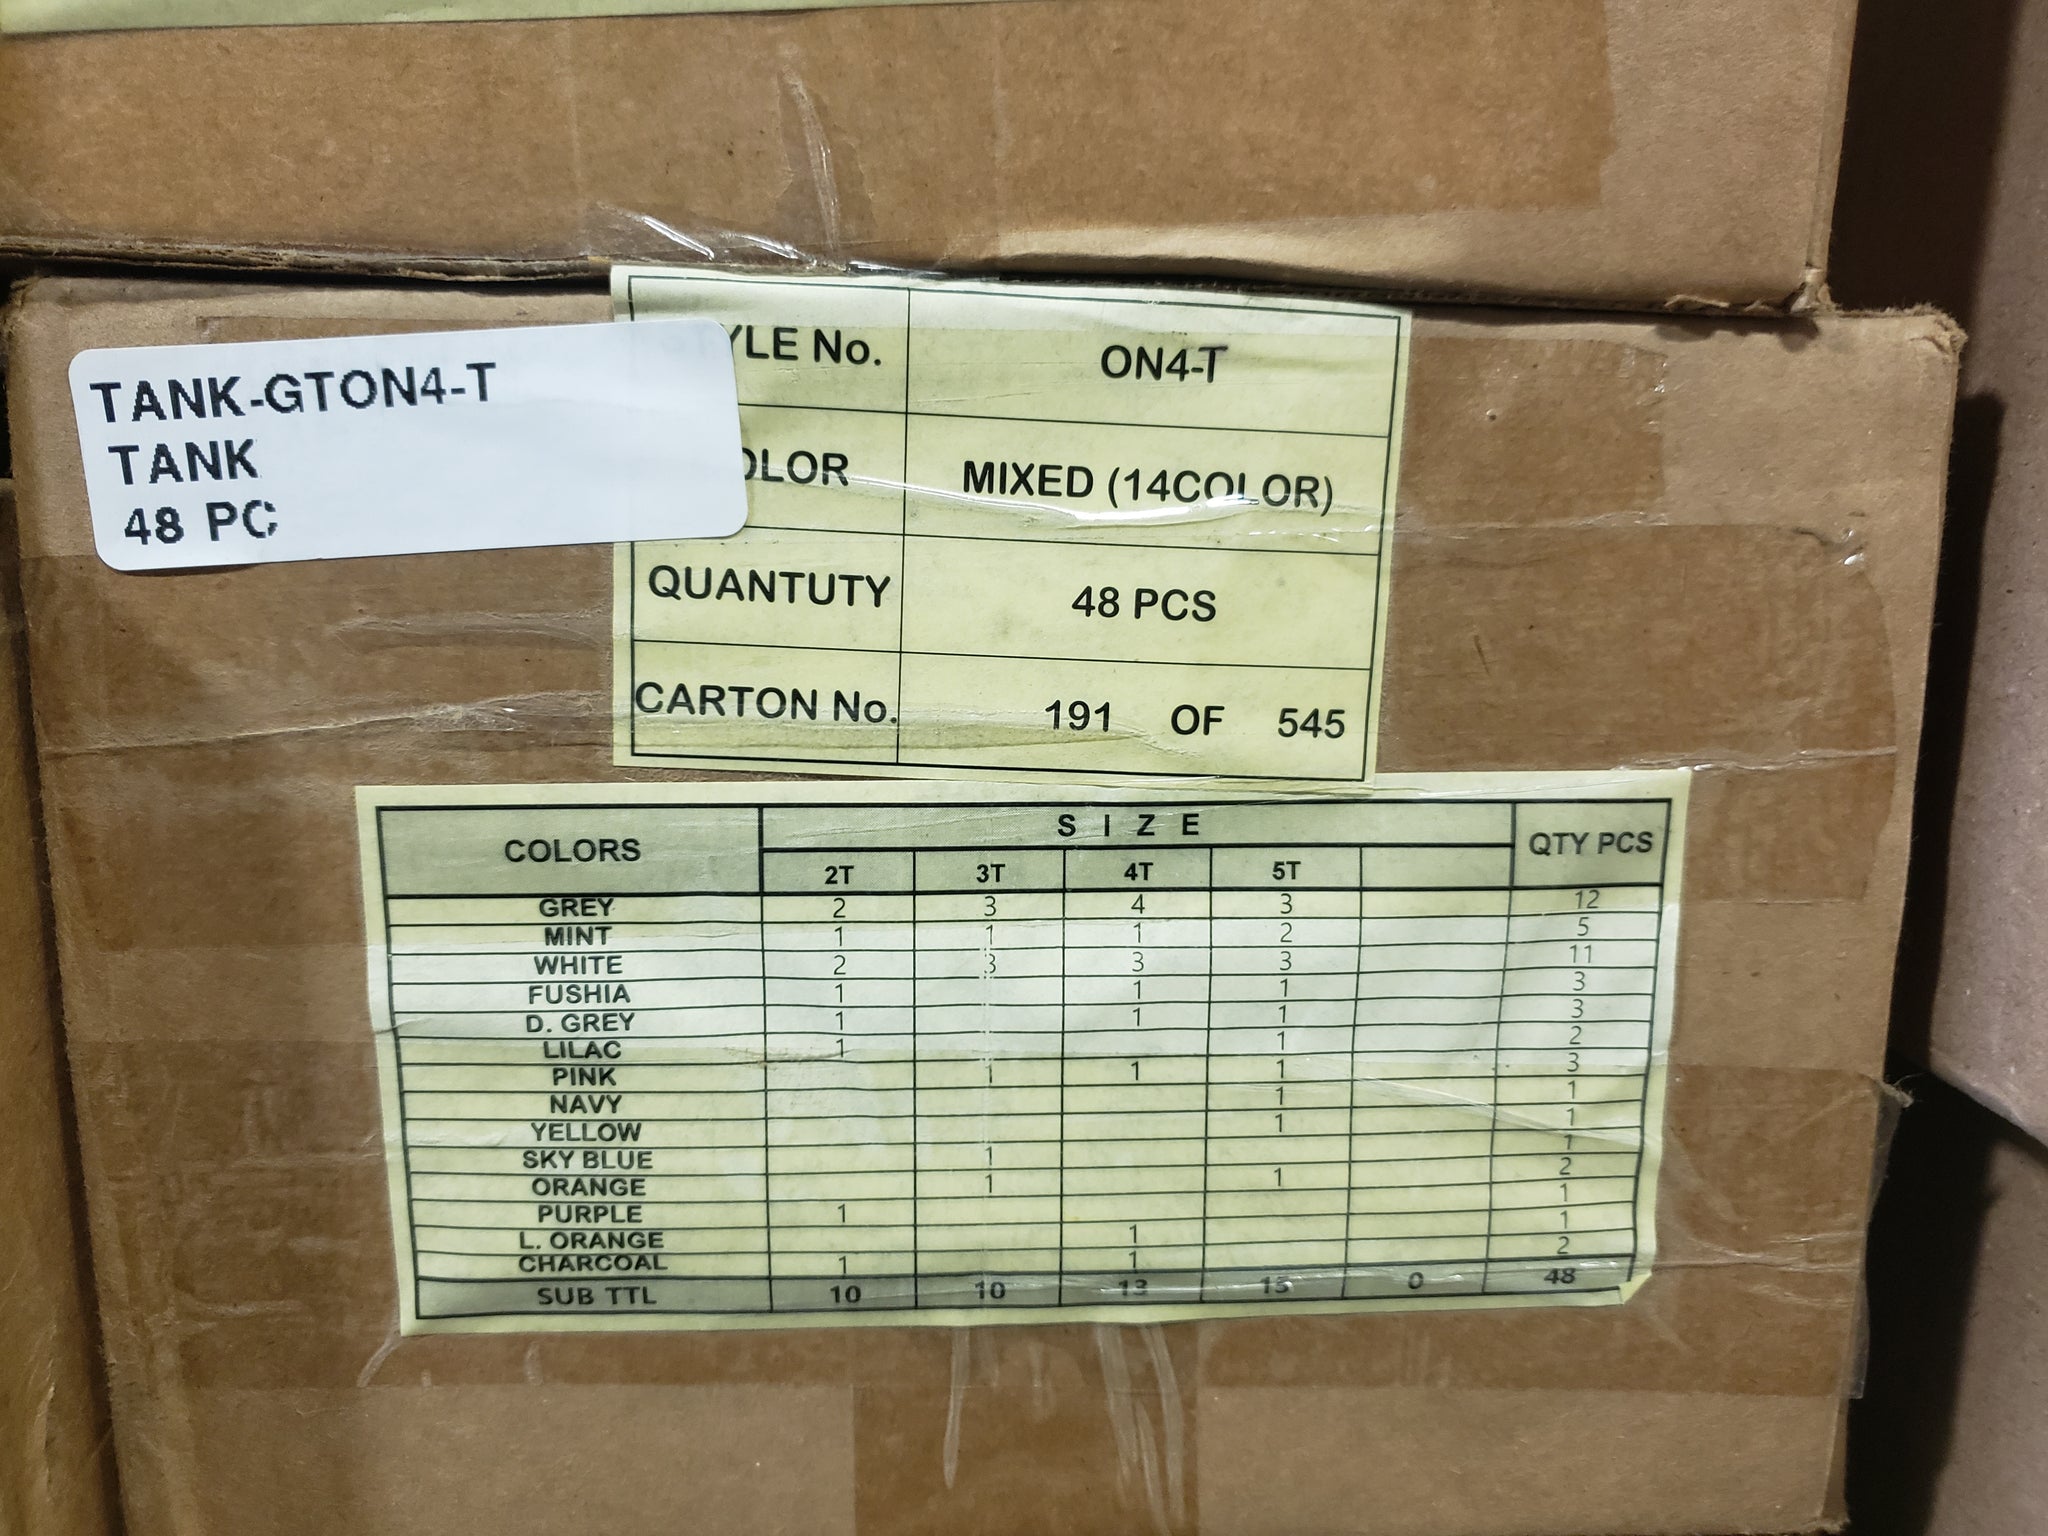 TANK-GTON4-T
TANK
48 PC
YLE No. ON4-T
OLOR MIXED (14COLOR)
QUANTUTY 48 PCS
CARTON No. 191 OF 545
COLORS SIZE QTY PCS
2T 3T 4T 5T
GREY 2 3 4 3 12
MINT 1 1 1 2 5
WHITE 2 3 3 3 11
FUSHIA 1 1 1 3
D. GREY 1 1 1 3
LILAC 1 1 2
PINK 1 1 1 3
NAVY 1 1
YELLOW 1 1
SKY BLUE 1 1
ORANGE 1 1 2
PURPLE 1 1
L. ORANGE 1 1
CHARCOAL 1 1 2
SUB TTL 10 10 13 15 0 48